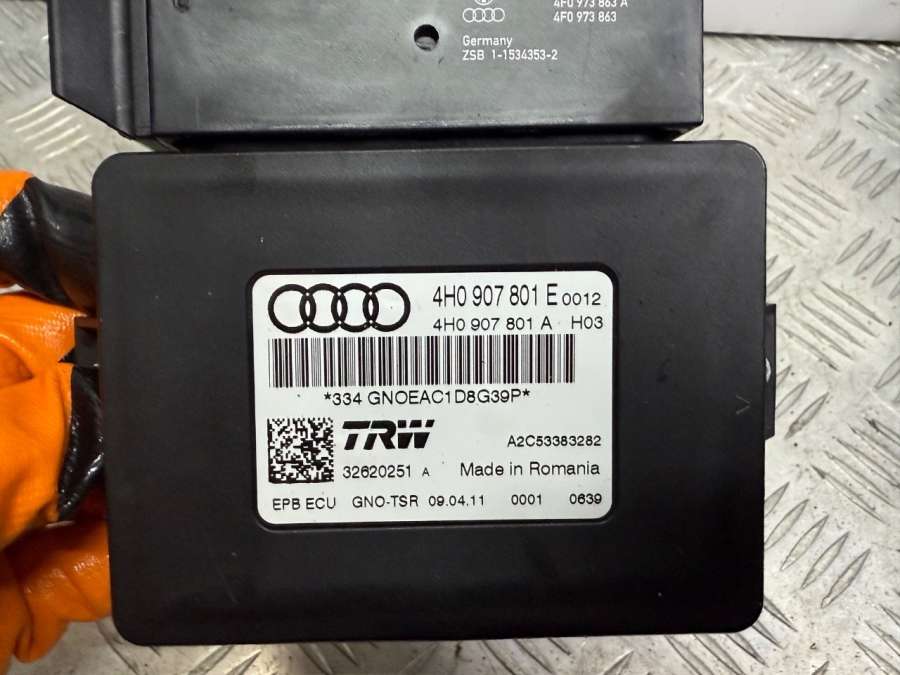 4F0 973 863 A
4F0 973 863
Germany
ZSB 1-1534353-2
4H0 907 801 E 0012
4H0 907 801 A H03
*334 GNOEAC1D8G39P*
TRW
A2C53383282
32620251 A Made in Romania
EPB ECU GNO-TSR 09.04.11 0001 0639